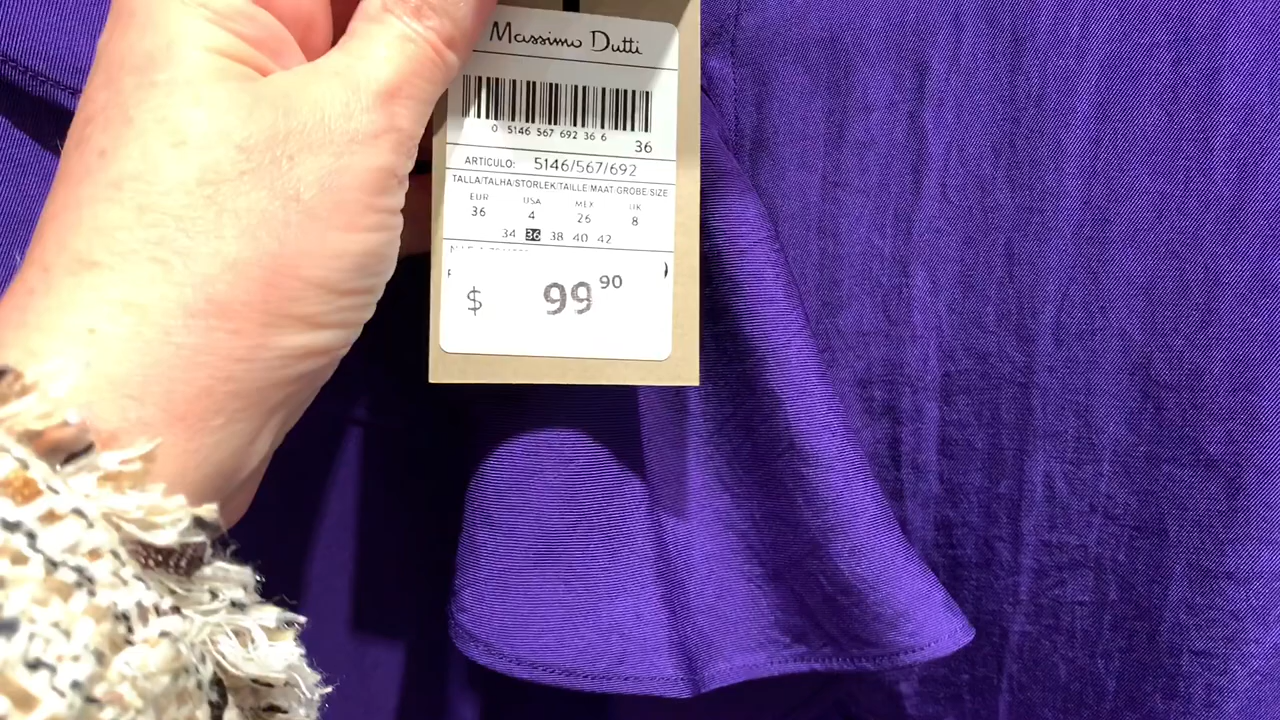 Massimo Dutti
0 5146 567 692 36 6
36
ARTICULO: 5146/567/692
TALLA/TALHA/STORLEK/TAILLE/MAAT/GROBE/SIZE
EUR USA MEX UK
36 4 26 8
34 36 38 40 42
$ 99 90